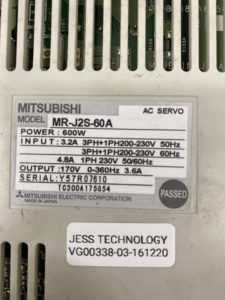 MITSUBISHI
AC SERVO
MODEL MR-J2S-60A
POWER : 600W
INPUT : 3.2A 3PH+1PH200-230V 50Hz
3PH+1PH200-230V 60Hz
4.8A 1PH 230V 50/60Hz
OUTPUT : 170V 0-360Hz 3.6A
SERIAL : Y57R07610
TC300A175054
MITSUBISHI ELECTRIC CORPORATION
MADE IN JAPAN
PASSED
JESS TECHNOLOGY
VG00338-03-161220